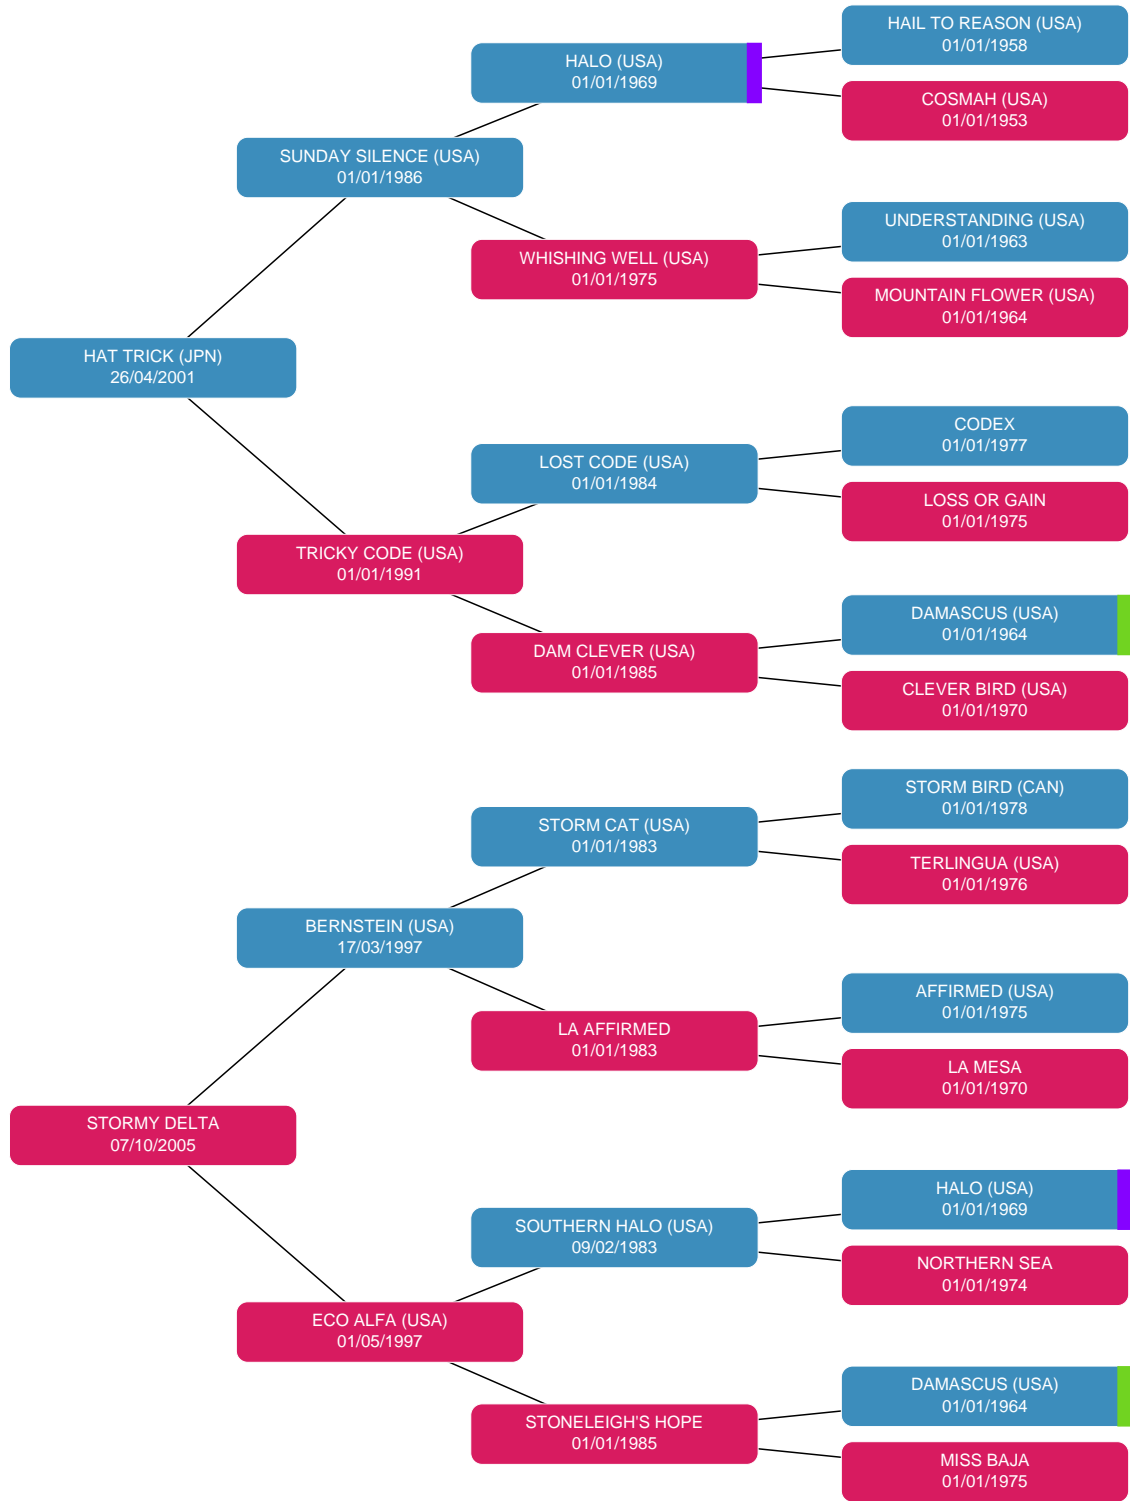 HAIL TO REASON (USA)
01/01/1958
HALO (USA)
01/01/1969
COSMAH (USA)
01/01/1953
SUNDAY SILENCE (USA)
01/01/1986
UNDERSTANDING (USA)
01/01/1963
WHISHING WELL (USA)
01/01/1975
MOUNTAIN FLOWER (USA)
01/01/1964
HAT TRICK (JPN)
26/04/2001
CODEX
01/01/1977
LOST CODE (USA)
01/01/1984
LOSS OR GAIN
01/01/1975
TRICKY CODE (USA)
01/01/1991
DAMASCUS (USA)
01/01/1964
DAM CLEVER (USA)
01/01/1985
CLEVER BIRD (USA)
01/01/1970
STORM BIRD (CAN)
01/01/1978
STORM CAT (USA)
01/01/1983
TERLINGUA (USA)
01/01/1976
BERNSTEIN (USA)
17/03/1997
AFFIRMED (USA)
01/01/1975
LA AFFIRMED
01/01/1983
LA MESA
01/01/1970
STORMY DELTA
07/10/2005
HALO (USA)
01/01/1969
SOUTHERN HALO (USA)
09/02/1983
NORTHERN SEA
01/01/1974
ECO ALFA (USA)
01/05/1997
DAMASCUS (USA)
01/01/1964
STONELEIGH'S HOPE
01/01/1985
MISS BAJA
01/01/1975